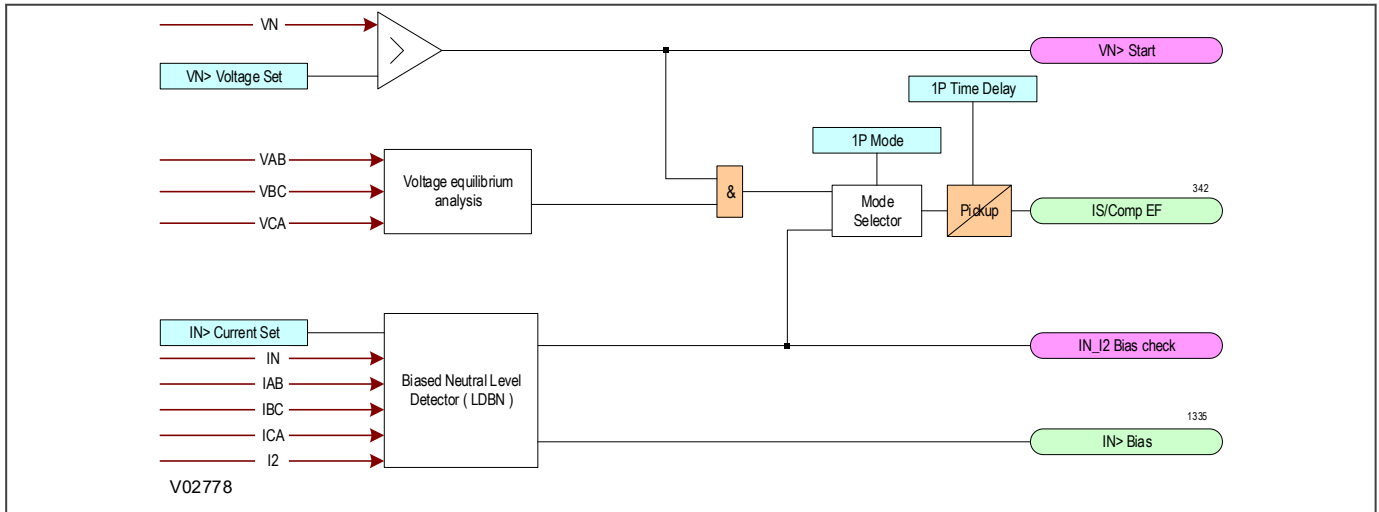 VN
VN> Start
VN> Voltage Set
1P Time Delay
1P Mode
VAB
VBC
VCA
Voltage equilibrium
analysis
&
Mode
Selector
Pickup
342
IS/Comp EF
IN> Current Set
IN
IAB
IBC
ICA
I2
Biased Neutral Level
Detector ( LDBN )
IN_I2 Bias check
1335
IN> Bias
V02778